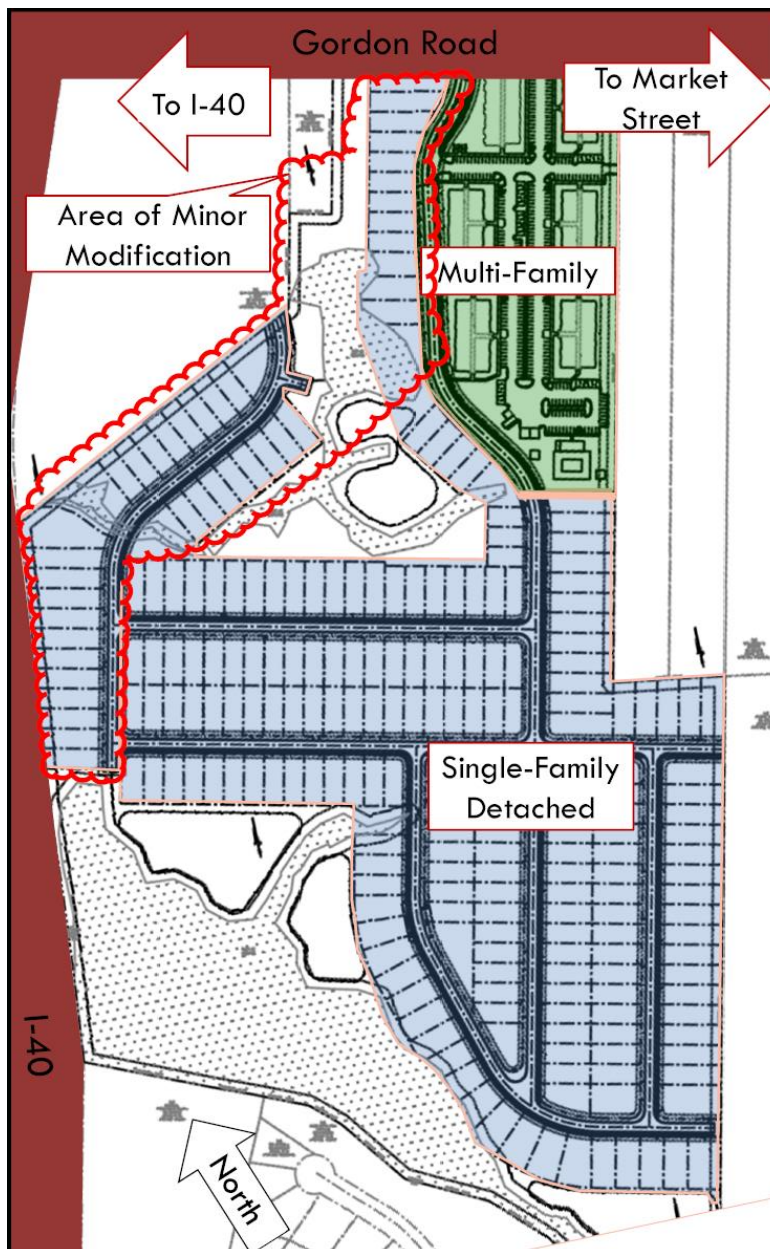 Gordon Road
To I-40
To Market
Street
Area of Minor
Modification
Multi-Family
Single-Family
Detached
I-40
North